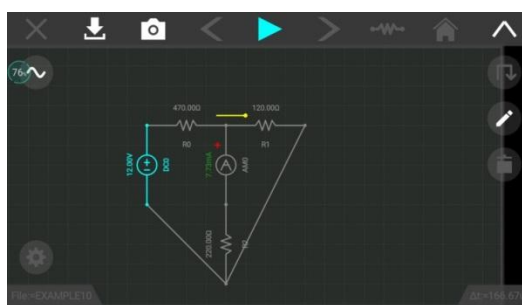 76
470.00Ω
120.00Ω
R0
R1
12.00V
DC0
7.73mA
AM0
220.00Ω
R2
File:=EXAMPLE10
Δt:=166.67